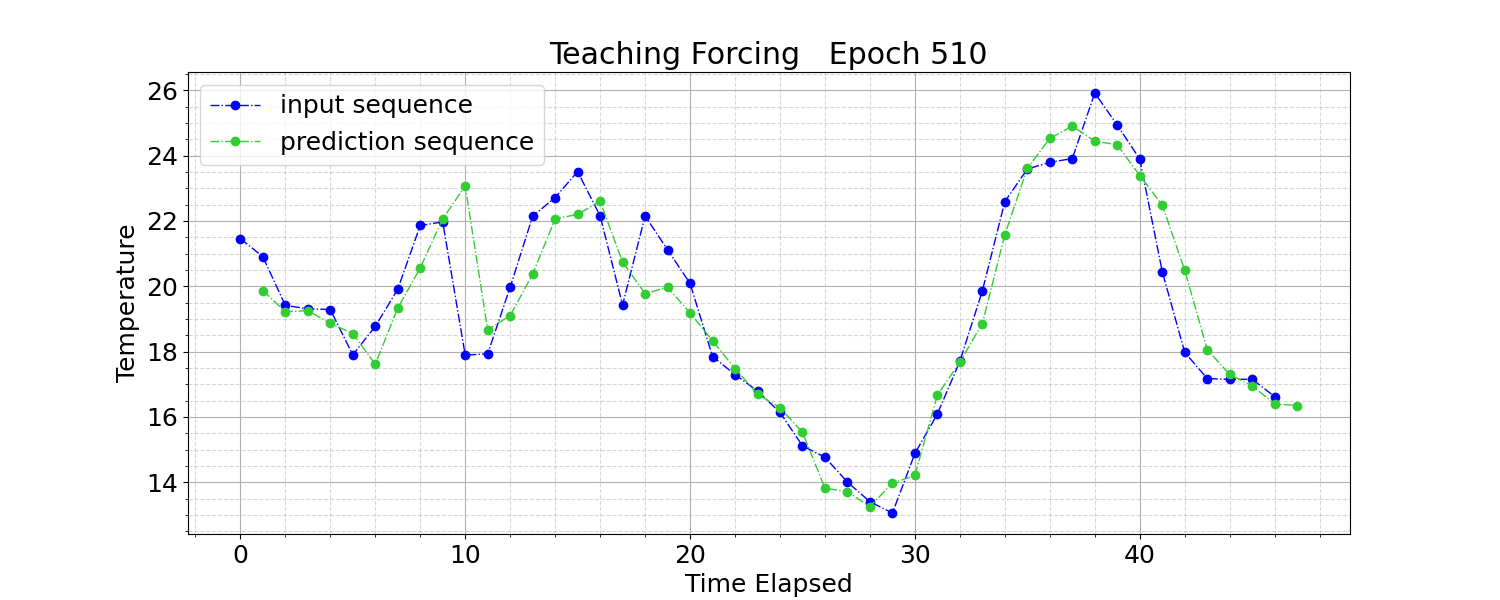 Teaching Forcing   Epoch 510
input sequence
prediction sequence
Temperature
26
24
22
20
18
16
14
0 10 20 30 40
Time Elapsed